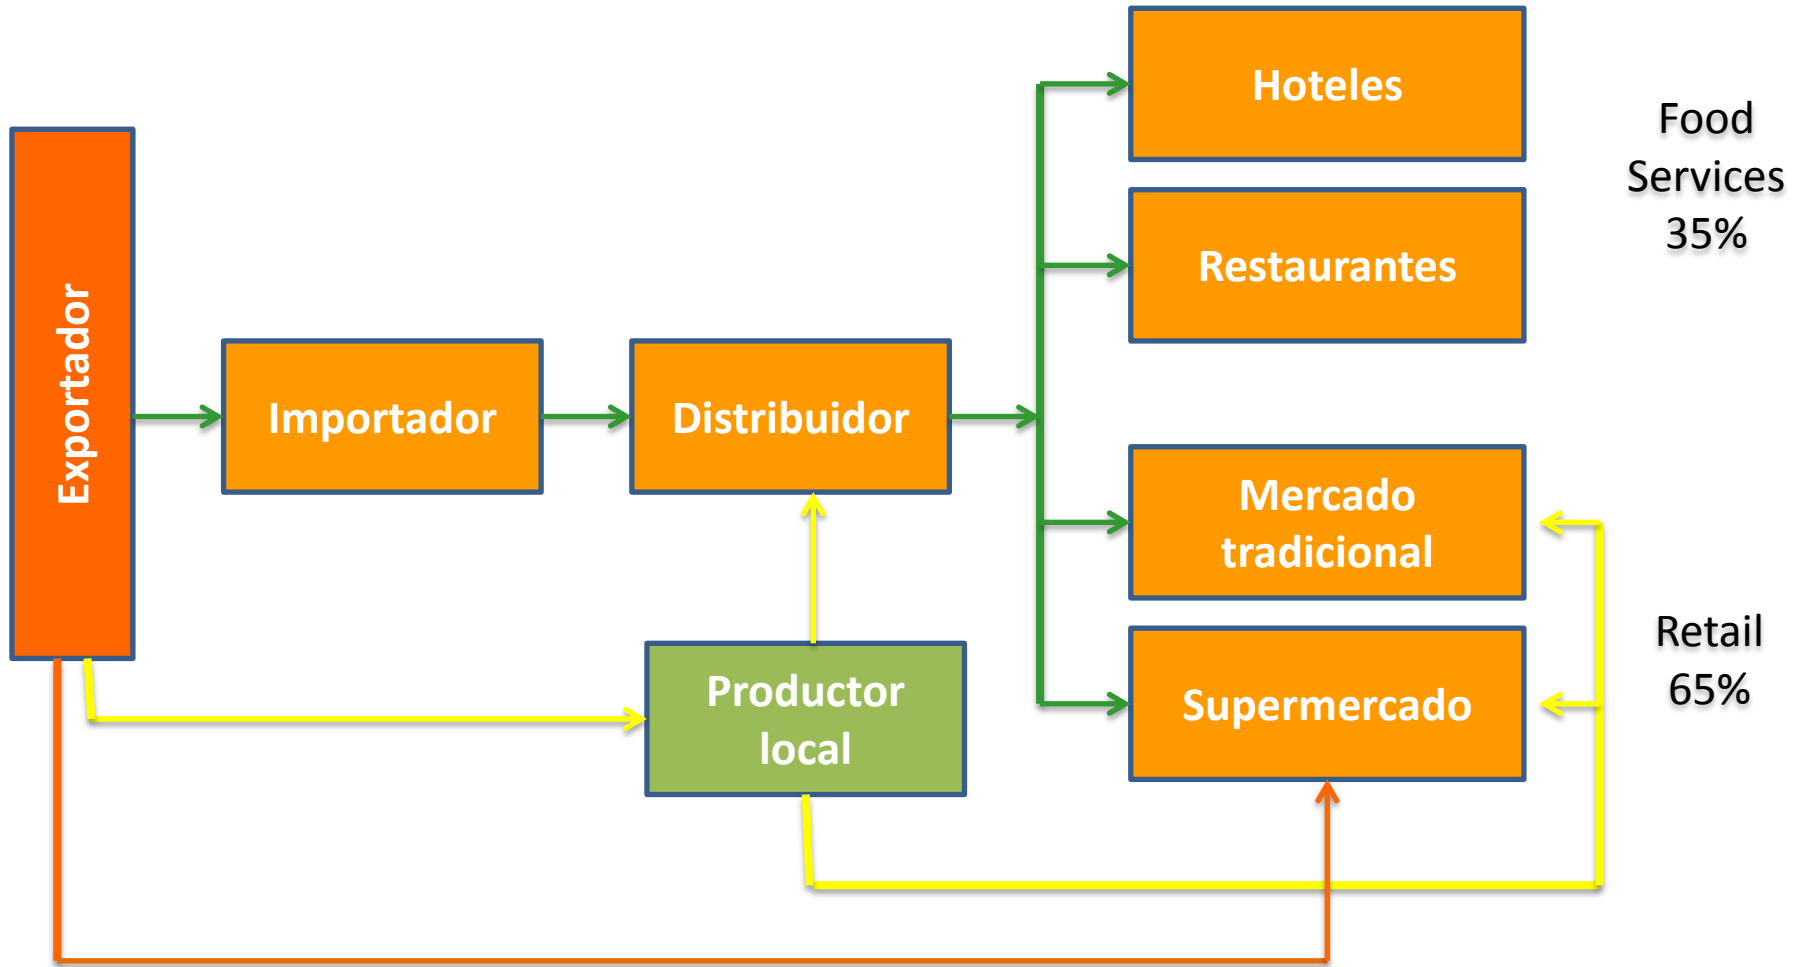 Exportador
Importador
Distribuidor
Productor
local
Hoteles
Restaurantes
Mercado
tradicional
Supermercado
Food
Services
35%
Retail
65%